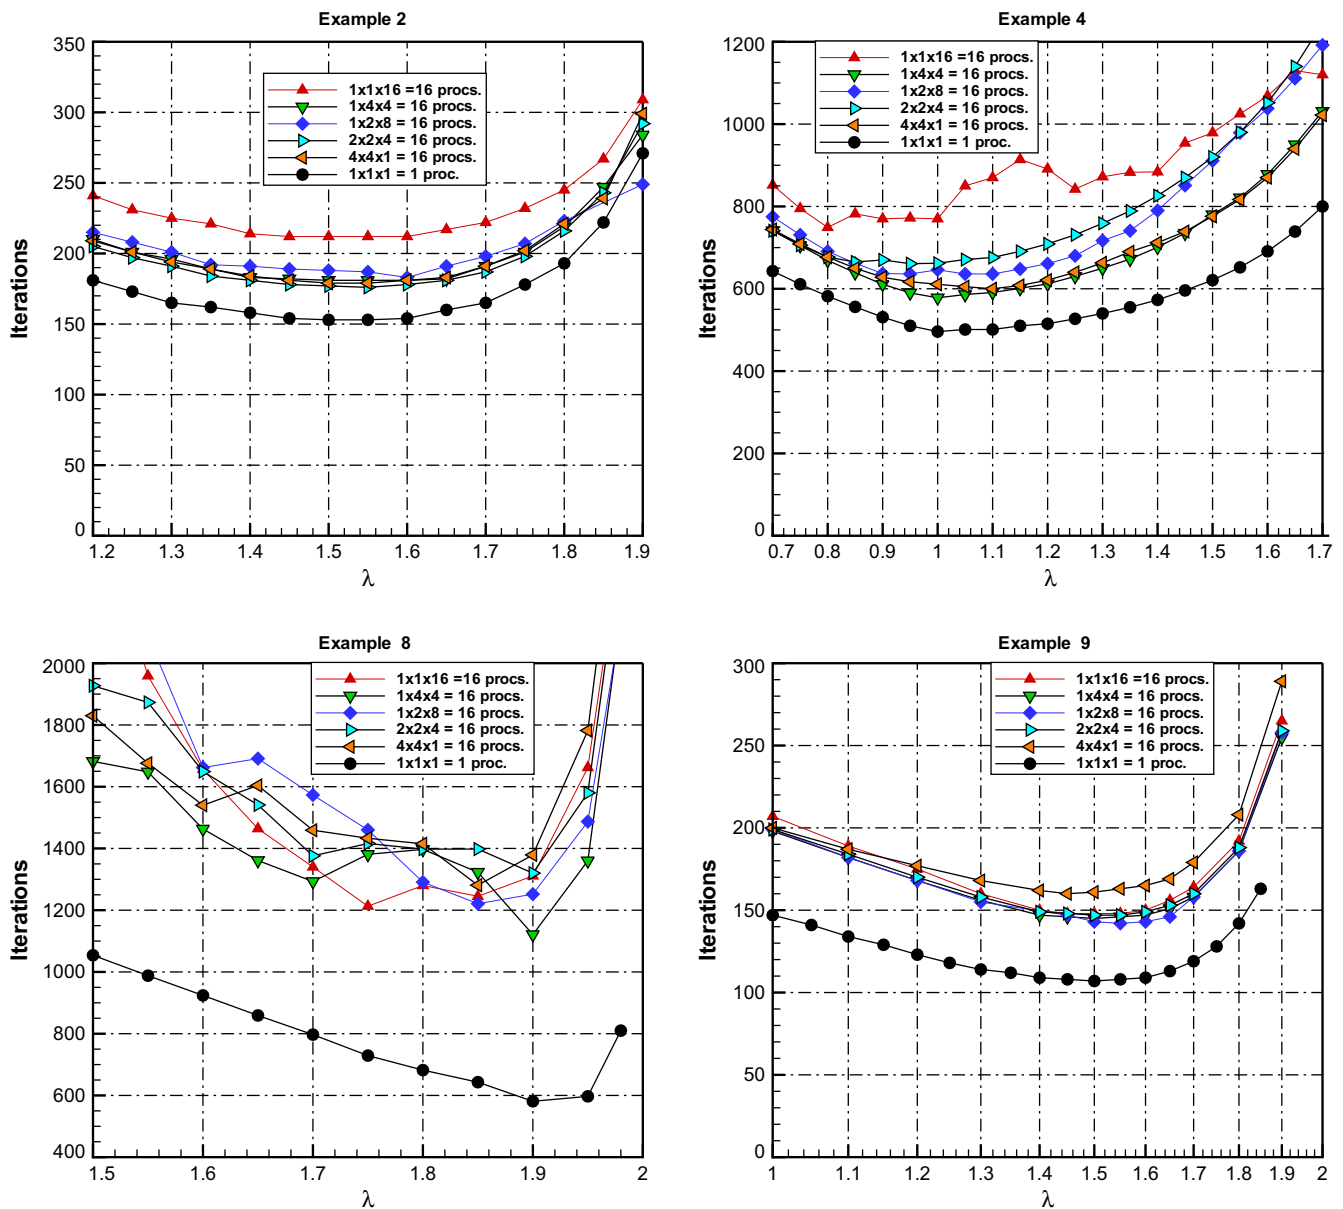 Example 2
350
300
250
200
150
100
50
0
Iterions
1x1x16 =16 procs.
1x4x4 = 16 procs.
1x2x8 = 16 procs.
2x2x4 = 16 procs.
4x4x1 = 16 procs.
1x1x1 = 1 proc.
1.2 1.3 1.4 1.5 1.6 1.7 1.8 1.9
λ
Example 4
1200
1000
800
600
400
200
0
Iterations
1x1x16 =16 procs.
1x4x4 = 16 procs.
1x2x8 = 16 procs.
2x2x4 = 16 procs.
4x4x1 = 16 procs.
1x1x1 = 1 proc.
0.7 0.8 0.9 1 1.1 1.2 1.3 1.4 1.5 1.6 1.7
λ
Example 8
2000
1800
1600
1400
1200
1000
800
600
400
Iterations
1x1x16 =16 procs.
1x4x4 = 16 procs.
1x2x8 = 16 procs.
2x2x4 = 16 procs.
4x4x1 = 16 procs.
1x1x1 = 1 proc.
1.5 1.6 1.7 1.8 1.9 2
λ
Example 9
300
250
200
150
100
50
0
Iterations
1x1x16 =16 procs.
1x4x4 = 16 procs.
1x2x8 = 16 procs.
2x2x4 = 16 procs.
4x4x1 = 16 procs.
1x1x1 = 1 proc.
1 1.1 1.2 1.3 1.4 1.5 1.6 1.7 1.8 1.9 2
λ